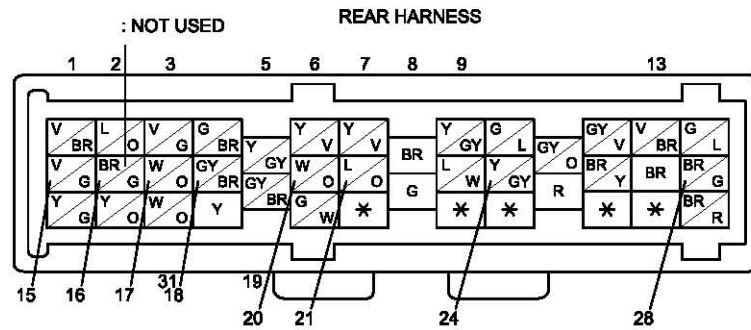 REAR HARNESS
: NOT USED
1 2 3 5 6 7 8 9 13
V BR L O V G G BR Y GY Y V Y V BR Y GY G L GY O GY V BR G L
V G BR G W O GY BR GY BR W O L O G L W Y GY R BR Y BR BR G
Y G Y O W O Y G W * * * * * BR R
15 16 17 31 18 19 20 21 24 28